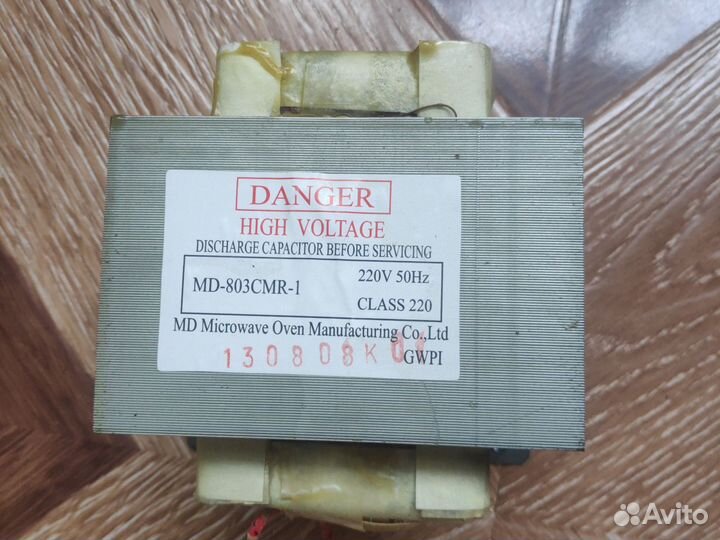 DANGER
HIGH VOLTAGE
DISCHARGE CAPACITOR BEFORE SERVICING
MD-803CMR-1
220V 50Hz
CLASS 220
MD Microwave Oven Manufacturing Co.,Ltd
130808K
GWPI
Avito